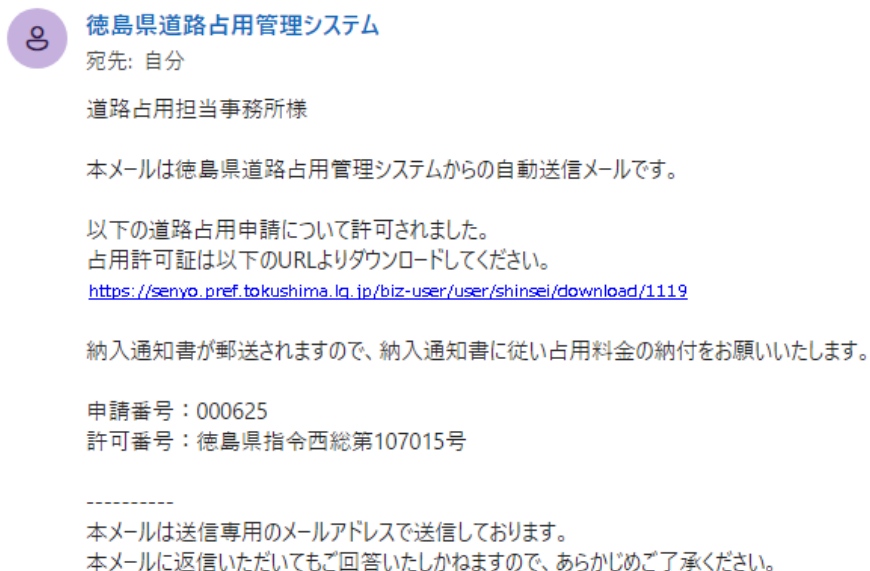 徳島県道路占用管理システム
宛先: 自分
道路占用担当事務所様
本メールは徳島県道路占用管理システムからの自動送信メールです。
以下の道路占用申請について許可されました。
占用許可証は以下のURLよりダウンロードしてください。
https://senyo.pref.tokushima.lg.jp/biz-user/user/shinsei/download/1119
納入通知書が郵送されますので、納入通知書に従い占用料金の納付をお願いいたします。
申請番号：000625
許可番号：徳島県指令西総第107015号
----------
本メールは送信専用のメールアドレスで送信しております。
本メールに返信いただいてもご回答いたしかねますので、あらかじめご了承ください。